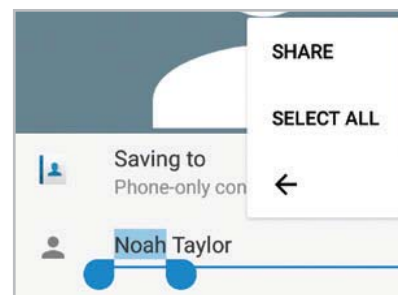 SHARE
SELECT ALL
Saving to
Phone-only con
Noah Taylor